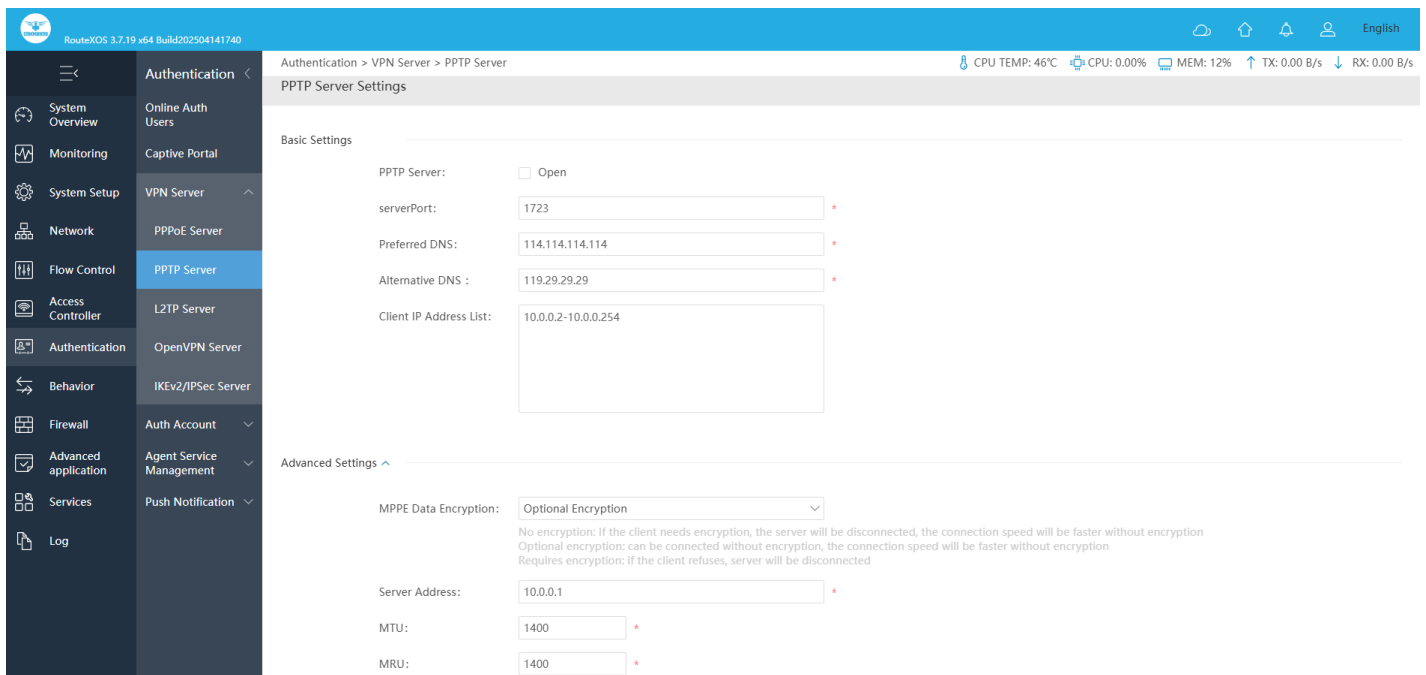 English
RouteXOS 3.7.19 x64 Build202504141740
Authentication
Authentication > VPN Server > PPTP Server
CPU TEMP: 46℃ CPU: 0.00% MEM: 12% TX: 0.00 B/s RX: 0.00 B/s
System
Overview
Monitoring
System Setup
Network
Flow Control
Access
Controller
Authentication
Behavior
Firewall
Advanced
application
Services
Log
Online Auth
Users
Captive Portal
VPN Server
PPPoE Server
PPTP Server
L2TP Server
OpenVPN Server
IKEv2/IPSec Server
Auth Account
Agent Service
Management
Push Notification
PPTP Server Settings
Basic Settings
PPTP Server: Open
serverPort: 1723 *
Preferred DNS: 114.114.114.114 *
Alternative DNS : 119.29.29.29 *
Client IP Address List: 10.0.0.2-10.0.0.254
Advanced Settings
MPPE Data Encryption: Optional Encryption
No encryption: If the client needs encryption, the server will be disconnected, the connection speed will be faster without encryption
Optional encryption: can be connected without encryption, the connection speed will be faster without encryption
Requires encryption: if the client refuses, server will be disconnected
Server Address: 10.0.0.1 *
MTU: 1400 *
MRU: 1400 *